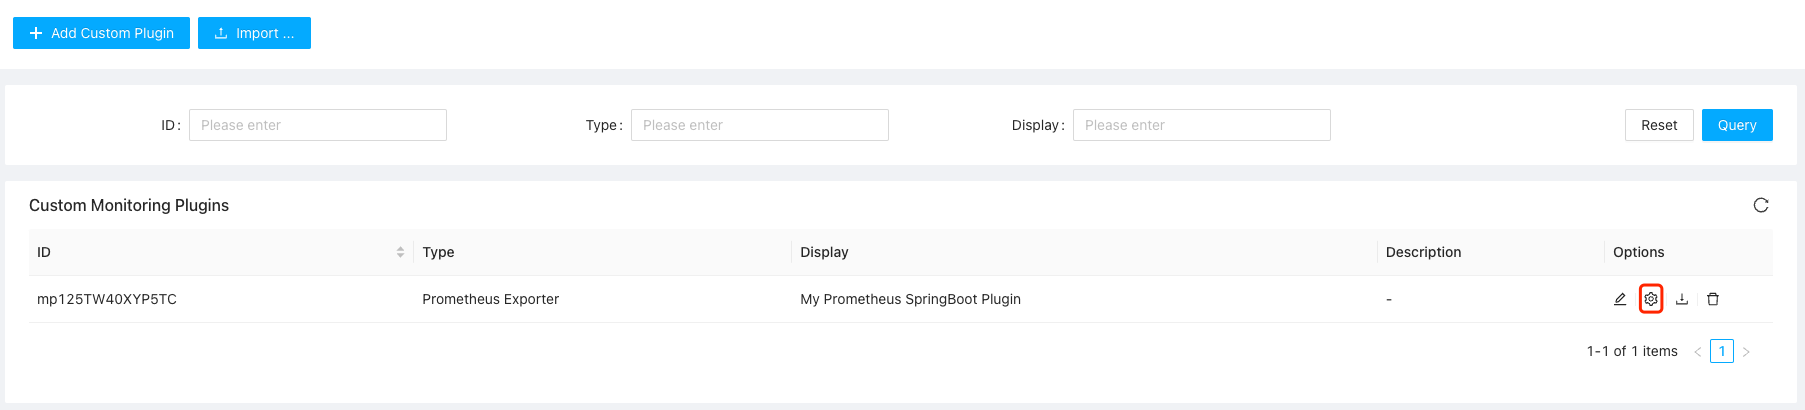 Add Custom Plugin Import ...
ID: Please enter Type: Please enter Display: Please enter Reset Query
Custom Monitoring Plugins
ID Type Display Description Options
mp125TW40XYP5TC Prometheus Exporter My Prometheus SpringBoot Plugin -
1-1 of 1 items < 1 >